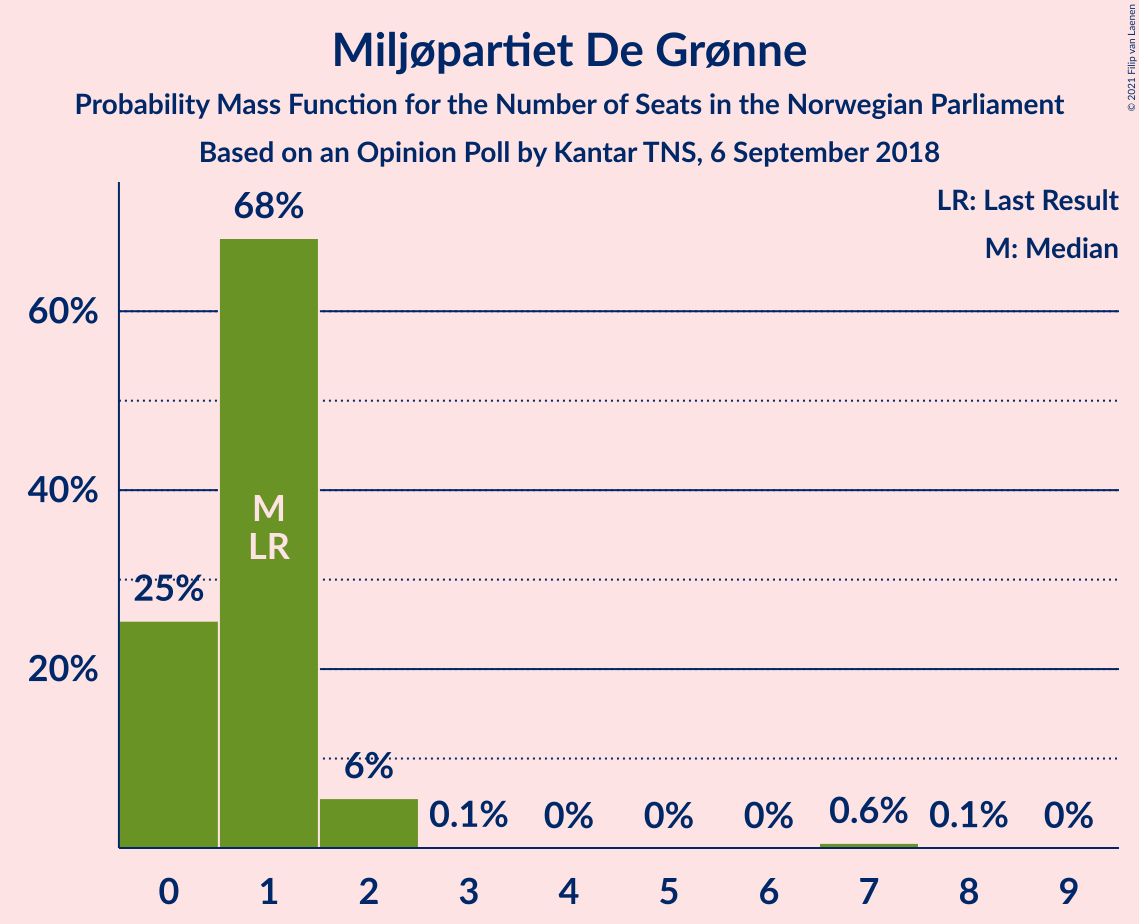 Miljøpartiet De Grønne
Probability Mass Function for the Number of Seats in the Norwegian Parliament
Based on an Opinion Poll by Kantar TNS, 6 September 2018
© 2021 Filip van Laenen
LR: Last Result
M: Median
60%
40%
20%
25%
68%
M
LR
6%
0.1%
0%
0%
0%
0.6%
0.1%
0%
0 1 2 3 4 5 6 7 8 9